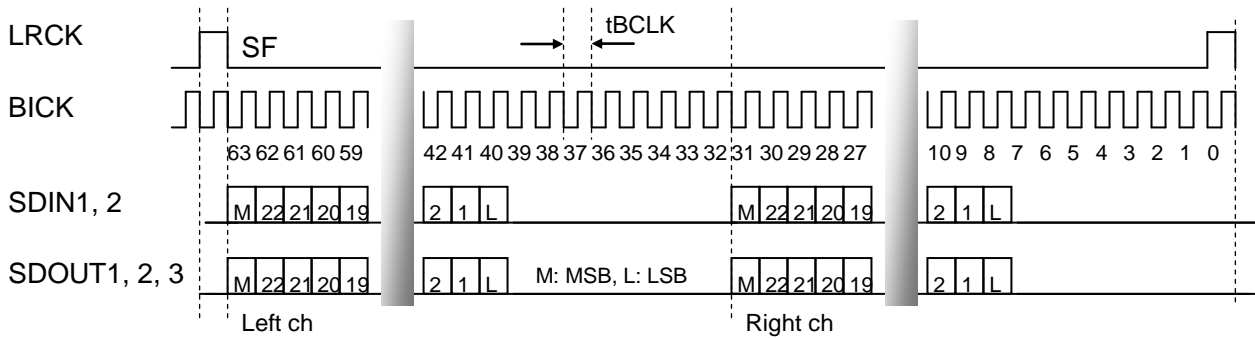 LRCK SF tBCLK
BICK
63 62 61 60 59 42 41 40 39 38 37 36 35 34 33 32 31 30 29 28 27 10 9 8 7 6 5 4 3 2 1 0
SDIN1, 2 M 22 21 20 19 2 1 L M 22 21 20 19 2 1 L
SDOUT1, 2, 3 M 22 21 20 19 2 1 L M: MSB, L: LSB M 22 21 20 19 2 1 L
Left ch Right ch